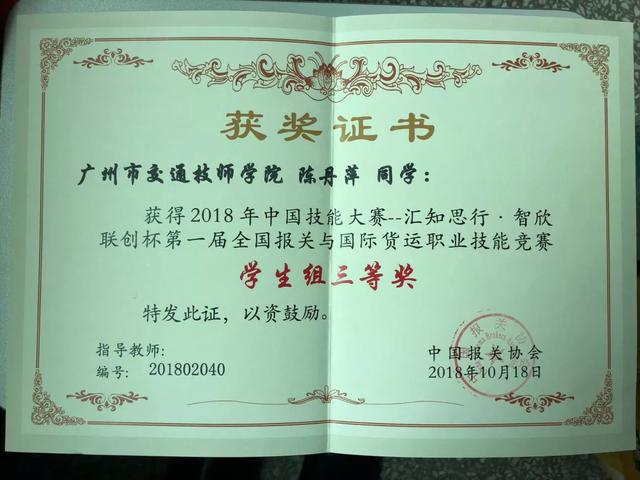 获奖证书
广州市交通技师学院 陈丹萍 同学：
获得2018年中国技能大赛--汇知思行·智欣
联创杯第一届全国报关与国际货运职业技能竞赛
学生组三等奖
特发此证，以资鼓励。
指导教师:
编号: 201802040
中国报关协会
2018年10月18日